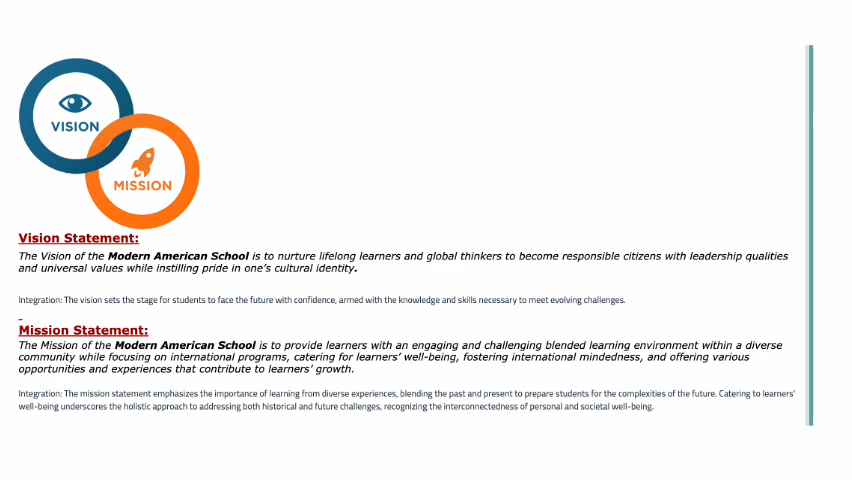 VISION
MISSION
Vision Statement:
The Vision of the Modern American School is to nurture lifelong learners and global thinkers to become responsible citizens with leadership qualities
and universal values while instilling pride in one's cultural identity.
Integration: The vision sets the stage for students to face the future with confidence, armed with the knowledge and skills necessary to meet evolving challenges.
Mission Statement:
The Mission of the Modern American School is to provide learners with an engaging and challenging blended learning environment within a diverse
community while focusing on international programs, catering for learners' well-being, fostering international mindedness, and offering various
opportunities and experiences that contribute to learners' growth.
Integration: The mission statement emphasizes the importance of learning from diverse experiences, blending the past and present to prepare students for the complexities of the future. Catering to learners'
well-being underscores the holistic approach to addressing both historical and future challenges, recognizing the interconnectedness of personal and societal well-being.